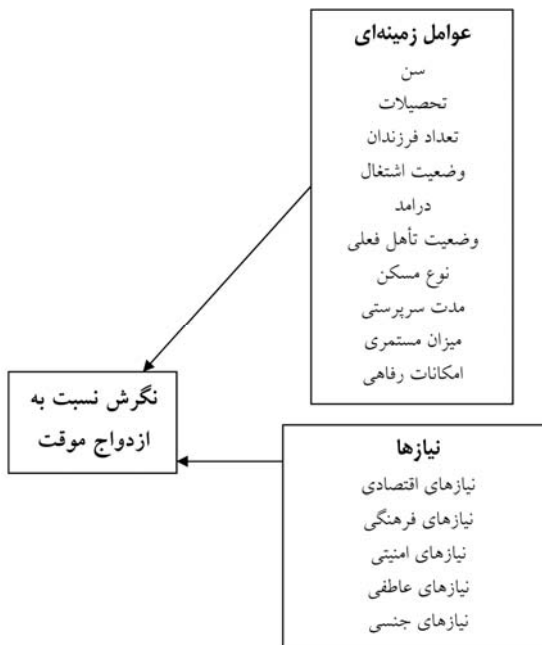 عوامل زمینه‌ای
سن
تحصیلات
تعداد فرزندان
وضعیت اشتغال
درامد
وضعیت تأهل فعلی
نوع مسکن
مدت سرپرستی
میزان مستمری
امکانات رفاهی
نگرش نسبت به
ازدواج موقت
نیازها
نیازهای اقتصادی
نیازهای فرهنگی
نیازهای امنیتی
نیازهای عاطفی
نیازهای جنسی